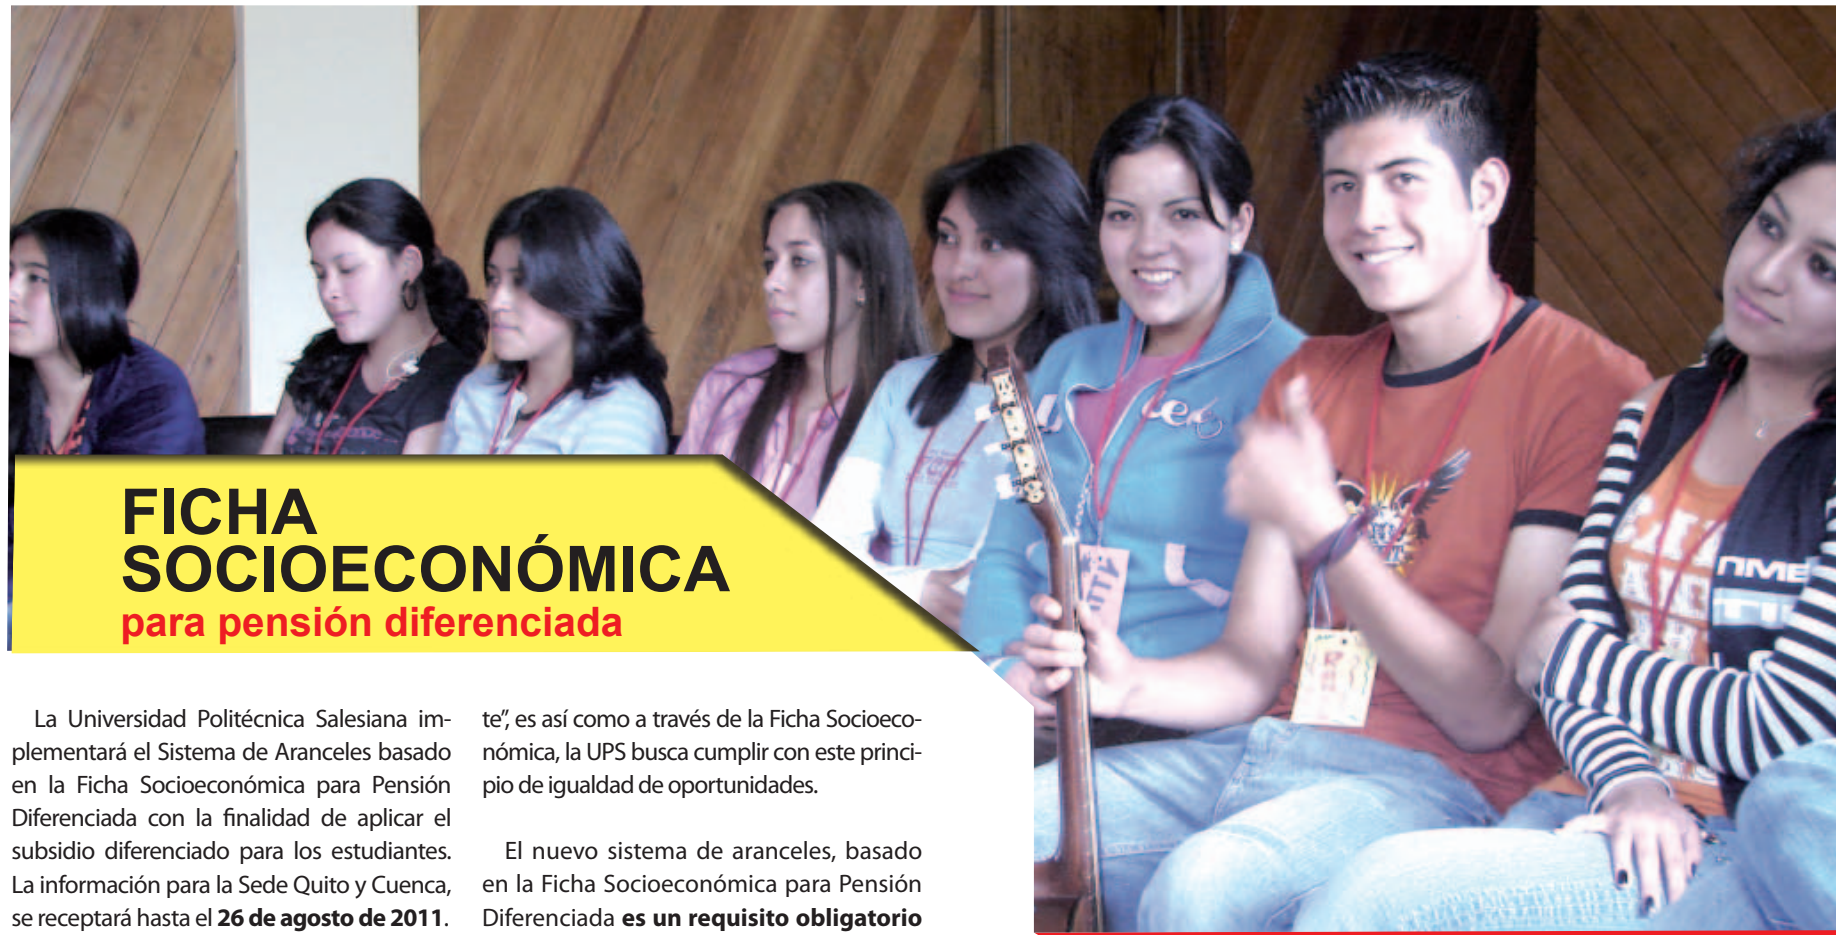 FICHA
SOCIOECONÓMICA
para pensión diferenciada
La Universidad Politécnica Salesiana im-
plementará el Sistema de Aranceles basado
en la Ficha Socioeconómica para Pensión
Diferenciada con la finalidad de aplicar el
subsidio diferenciado para los estudiantes.
La información para la Sede Quito y Cuenca,
se receptará hasta el 26 de agosto de 2011.
te”, es así como a través de la Ficha Socioeco-
nómica, la UPS busca cumplir con este princi-
pio de igualdad de oportunidades.
El nuevo sistema de aranceles, basado
en la Ficha Socioeconómica para Pensión
Diferenciada es un requisito obligatorio